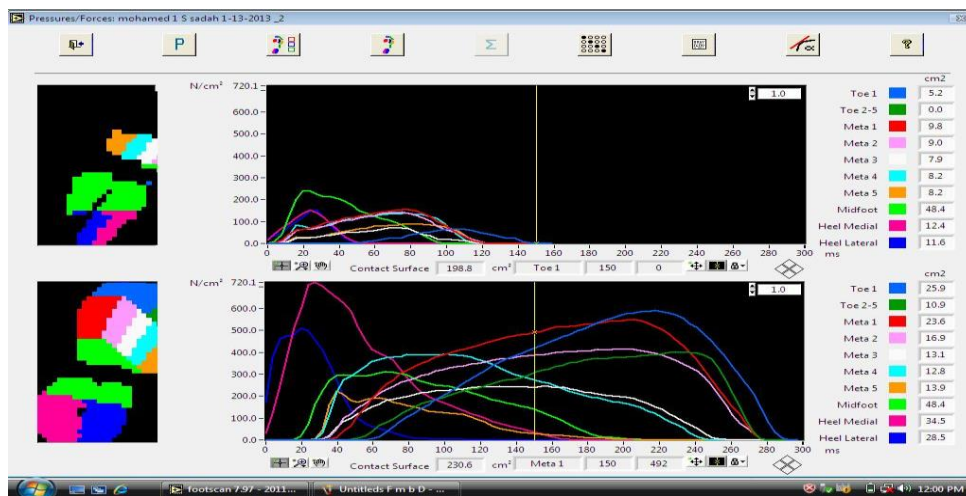 Pressures/Forces: mohamed 1 S sadah 1-13-2013 _2
P
Σ
α
?
N/cm²
720.1
600.0
500.0
400.0
300.0
200.0
100.0
0.0
0 20 40 60 80 100 120 140 160 180 200 220 240 260 280 300
ms
1.0
Contact Surface 198.8 cm² Toe 1 150 0
cm2
Toe 1 5.2
Toe 2-5 0.0
Meta 1 9.8
Meta 2 9.0
Meta 3 7.9
Meta 4 8.2
Meta 5 8.2
Midfoot 48.4
Heel Medial 12.4
Heel Lateral 11.6
N/cm²
720.1
600.0
500.0
400.0
300.0
200.0
100.0
0.0
0 20 40 60 80 100 120 140 160 180 200 220 240 260 280 300
ms
1.0
Contact Surface 230.6 cm² Meta 1 150 492
cm2
Toe 1 25.9
Toe 2-5 10.9
Meta 1 23.6
Meta 2 16.9
Meta 3 13.1
Meta 4 12.8
Meta 5 13.9
Midfoot 48.4
Heel Medial 34.5
Heel Lateral 28.5
footscan 7.97 - 2011...
Untitleds F m b D - ...
12:00 PM